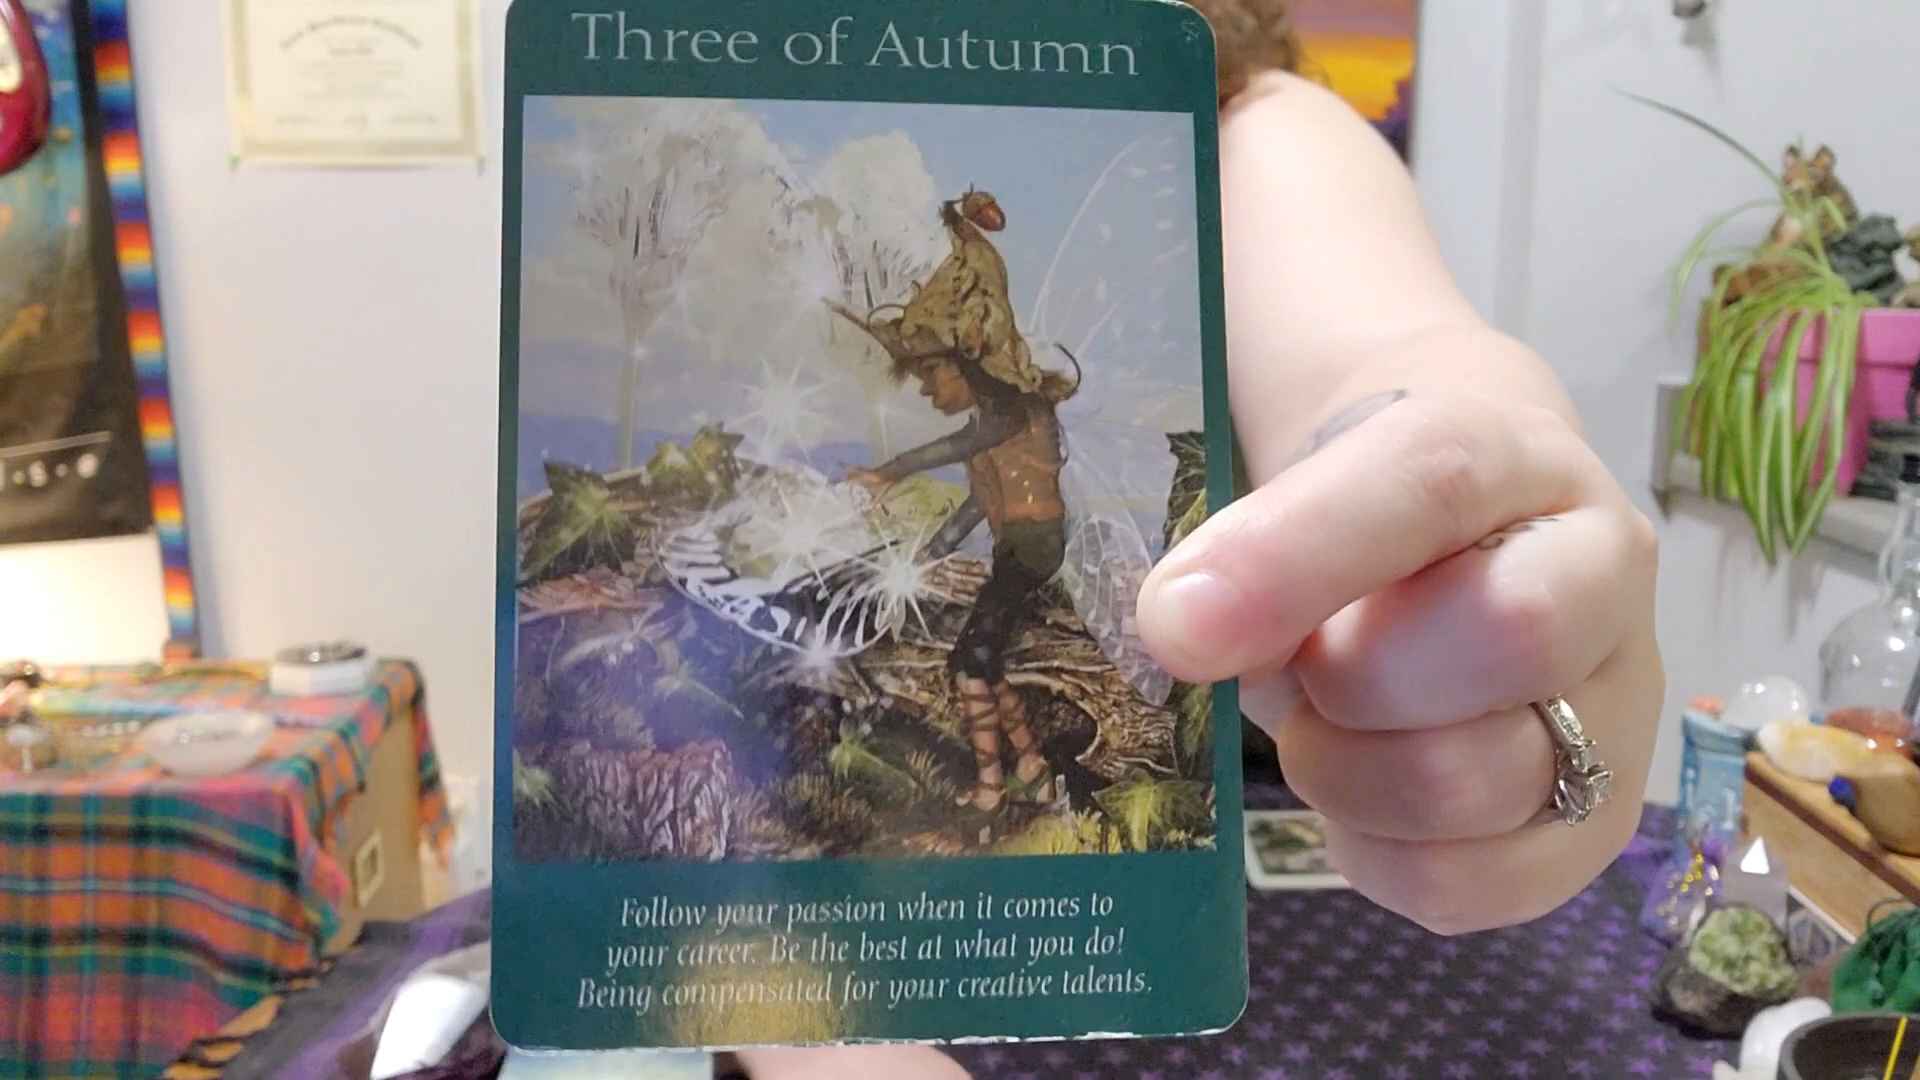 Three of Autumn
Follow your passion when it comes to
your career. Be the best at what you do!
Being compensated for your creative talents.